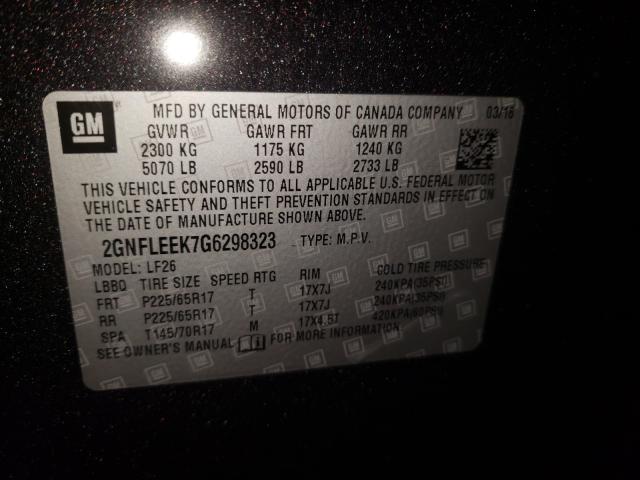 GM
MFD BY GENERAL MOTORS OF CANADA COMPANY 03/16
GVWR GAWR FRT GAWR RR
2300 KG 1175 KG 1240 KG
5070 LB 2590 LB 2733 LB
THIS VEHICLE CONFORMS TO ALL APPLICABLE U.S. FEDERAL MOTOR
VEHICLE SAFETY AND THEFT PREVENTION STANDARDS IN EFFECT ON
THE DATE OF MANUFACTURE SHOWN ABOVE.
2GNFLEEK7G6298323 TYPE: M.P.V.
MODEL: LF26
LBBQ TIRE SIZE SPEED RTG RIM COLD TIRE PRESSURE
FRT P225/65R17 T 17X7J 240KPA(35PSI)
RR P225/65R17 T 17X7J 240KPA(35PSI)
SPA T145/70R17 M 17X4.5T 420KPA(60PSI)
SEE OWNER'S MANUAL FOR MORE INFORMATION.